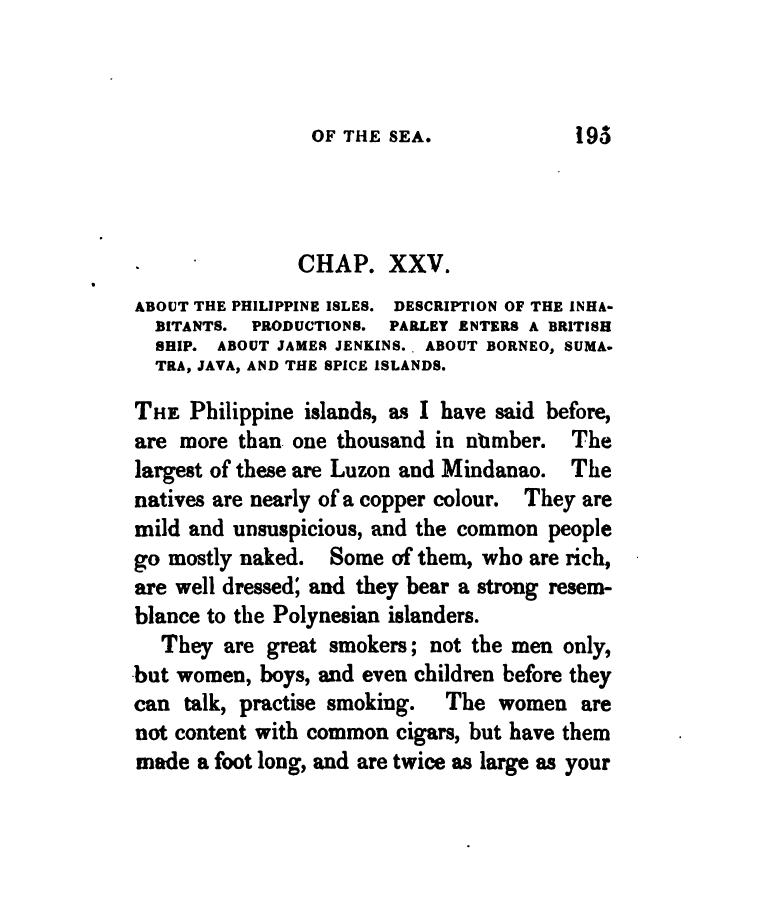 OF THE SEA. 195
CHAP. XXV.
ABOUT THE PHILIPPINE ISLES. DESCRIPTION OF THE INHA-
BITANTS. PRODUCTIONS. PARLEY ENTERS A BRITISH
SHIP. ABOUT JAMES JENKINS. ABOUT BORNEO, SUMA-
TRA, JAVA, AND THE SPICE ISLANDS.
THE Philippine islands, as I have said before,
are more than one thousand in number. The
largest of these are Luzon and Mindanao. The
natives are nearly of a copper colour. They are
mild and unsuspicious, and the common people
go mostly naked. Some of them, who are rich,
are well dressed; and they bear a strong resem-
blance to the Polynesian islanders.
They are great smokers; not the men only,
but women, boys, and even children before they
can talk, practise smoking. The women are
not content with common cigars, but have them
made a foot long, and are twice as large as your